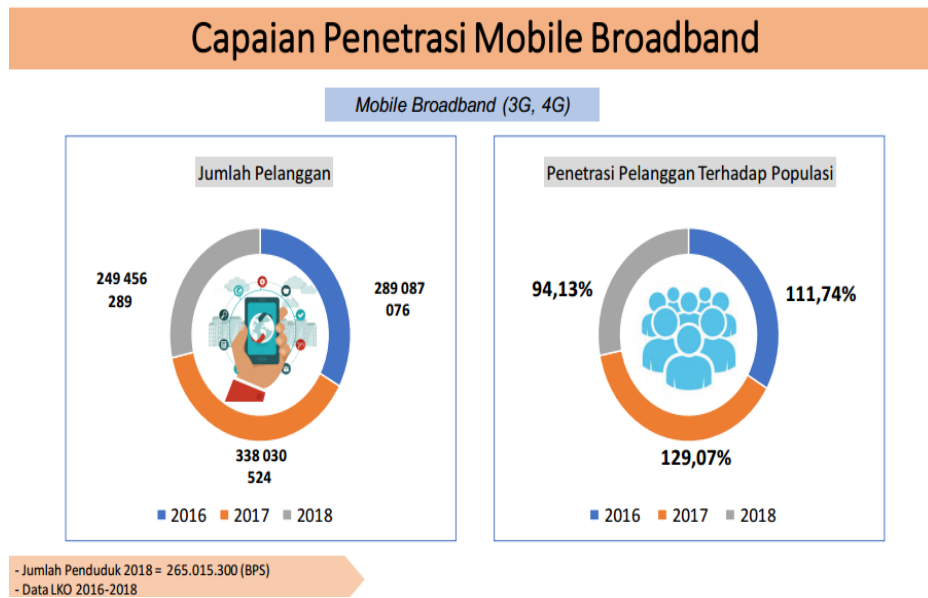 Capaian Penetrasi Mobile Broadband
Mobile Broadband (3G, 4G)
Jumlah Pelanggan
249 456
289
289 087
076
338 030
524
2016 2017 2018
Penetrasi Pelanggan Terhadap Populasi
94,13%
111,74%
129,07%
2016 2017 2018
- Jumlah Penduduk 2018 = 265.015.300 (BPS)
- Data LKO 2016-2018